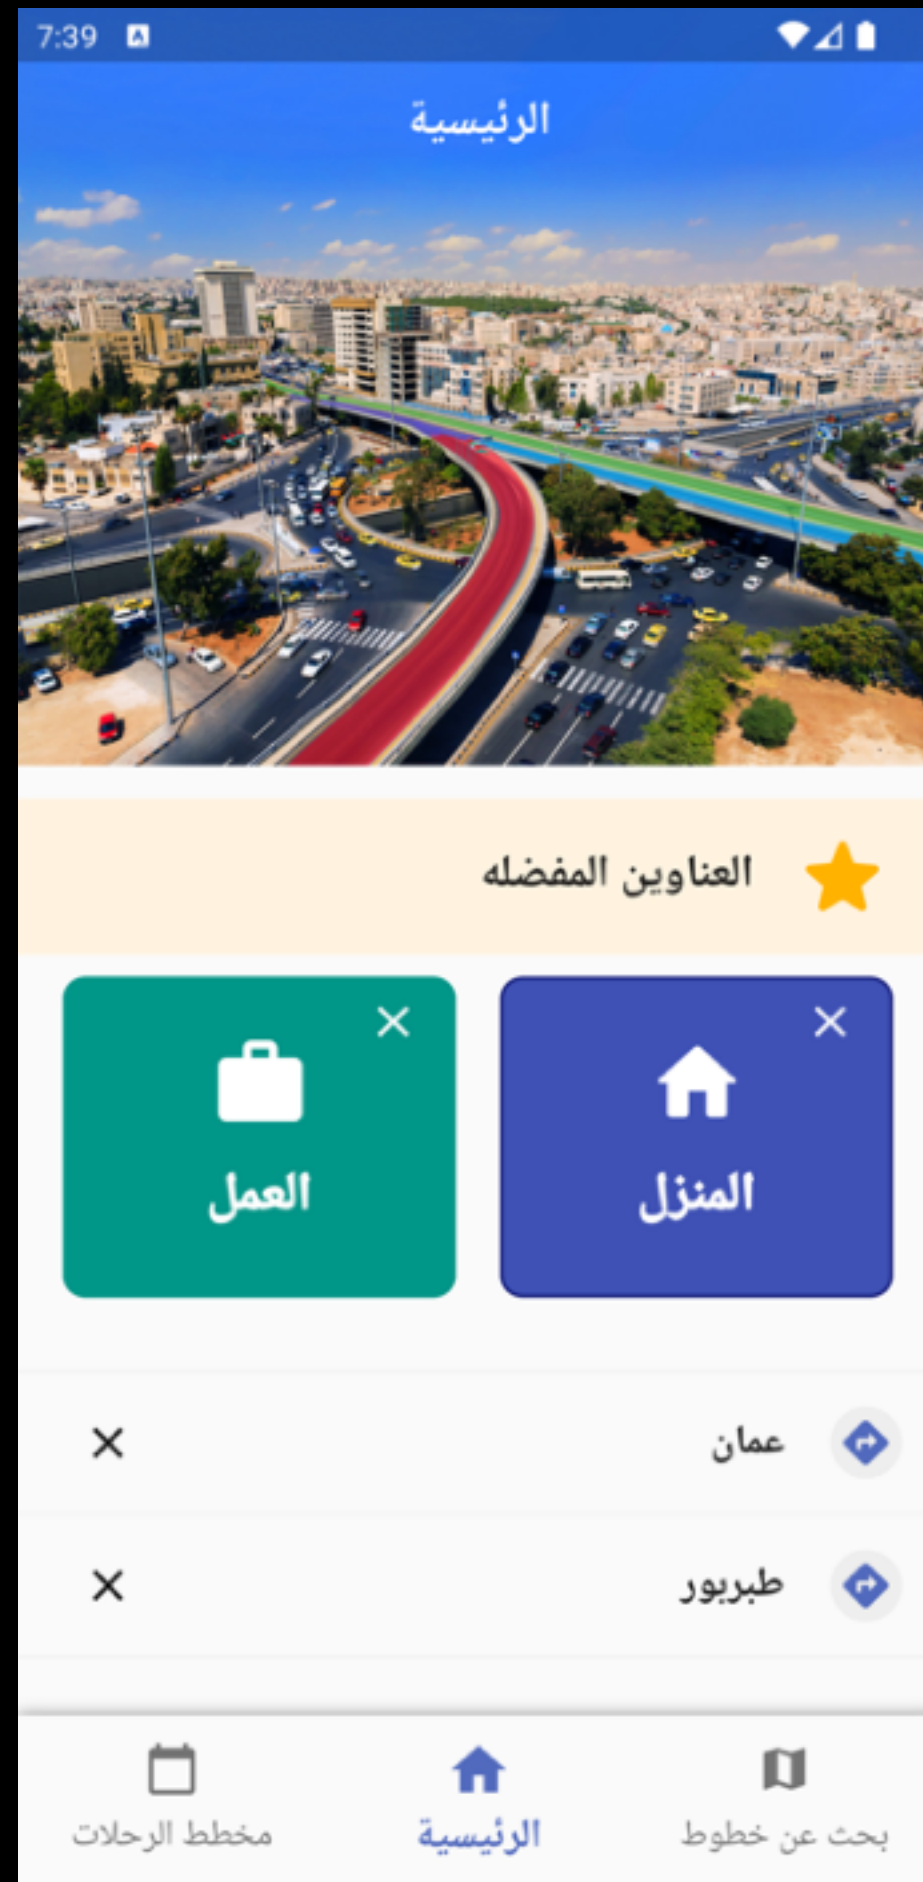 7:39
الرئيسية
العناوين المفضله
المنزل
العمل
عمان
طبربور
بحث عن خطوط
الرئيسية
مخطط الرحلات